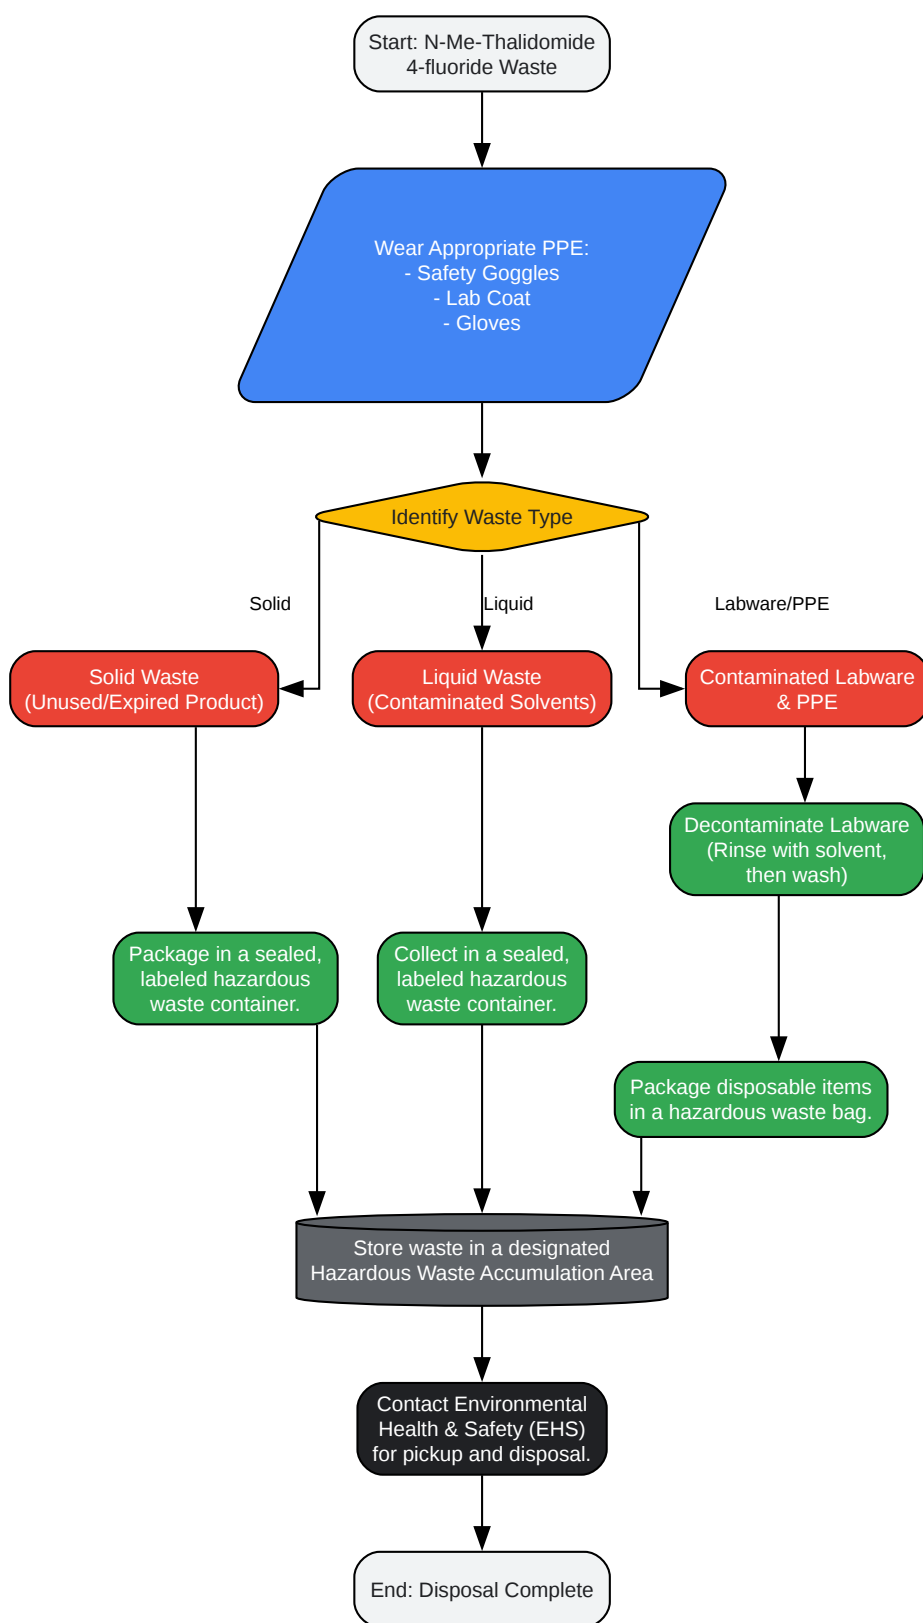 Start: N-Me-Thalidomide
4-fluoride Waste
Wear Appropriate PPE:
- Safety Goggles
- Lab Coat
- Gloves
Identify Waste Type
Solid
Liquid
Labware/PPE
Solid Waste
(Unused/Expired Product)
Liquid Waste
(Contaminated Solvents)
Contaminated Labware
& PPE
Decontaminate Labware
(Rinse with solvent,
then wash)
Package in a sealed,
labeled hazardous
waste container.
Collect in a sealed,
labeled hazardous
waste container.
Package disposable items
in a hazardous waste bag.
Store waste in a designated
Hazardous Waste Accumulation Area
Contact Environmental
Health & Safety (EHS)
for pickup and disposal.
End: Disposal Complete